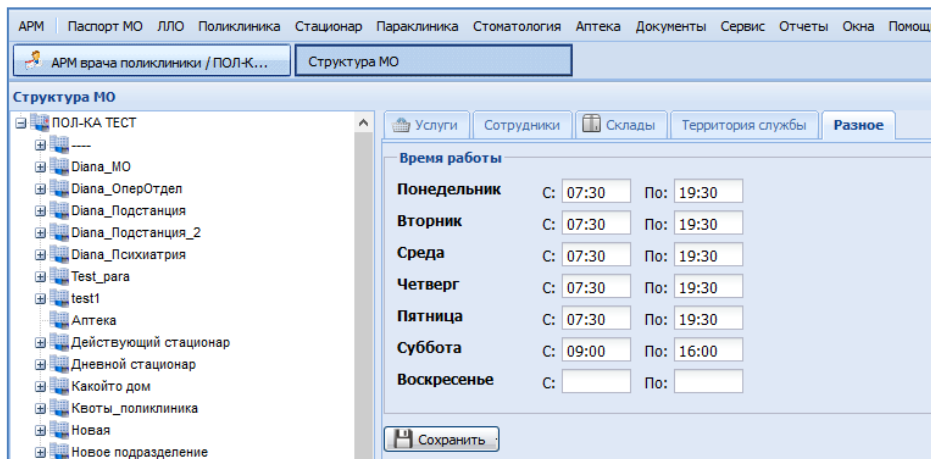 АРМ Паспорт МО ЛЛО Поликлиника Стационар Параклиника Стоматология Аптека Документы Сервис Отчеты Окна Помощ
АРМ врача поликлиники / ПОЛ-К... Структура МО
Структура МО
ПОЛ-КА ТЕСТ
----
Diana_МО
Diana_ОперОтдел
Diana_Подстанция
Diana_Подстанция_2
Diana_Психиатрия
Test_para
test1
Аптека
Действующий стационар
Дневной стационар
Какойто дом
Квоты_поликлиника
Новая
Новое подразделение
Услуги Сотрудники Склады Территория службы Разное
Время работы
Понедельник С: 07:30 По: 19:30
Вторник С: 07:30 По: 19:30
Среда С: 07:30 По: 19:30
Четверг С: 07:30 По: 19:30
Пятница С: 07:30 По: 19:30
Суббота С: 09:00 По: 16:00
Воскресенье С: По:
Сохранить